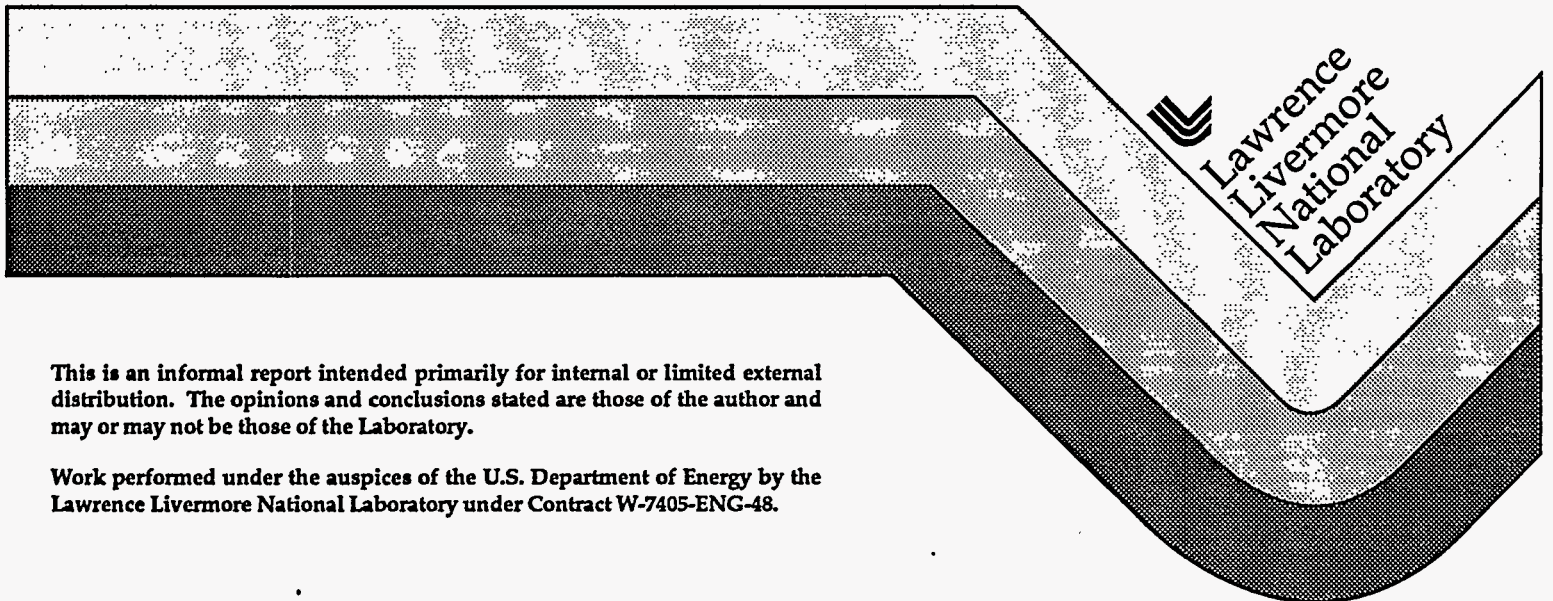 Lawrence
Livermore
National
Laboratory
This is an informal report intended primarily for internal or limited external
distribution. The opinions and conclusions stated are those of the author and
may or may not be those of the Laboratory.
Work performed under the auspices of the U.S. Department of Energy by the
Lawrence Livermore National Laboratory under Contract W-7405-ENG-48.